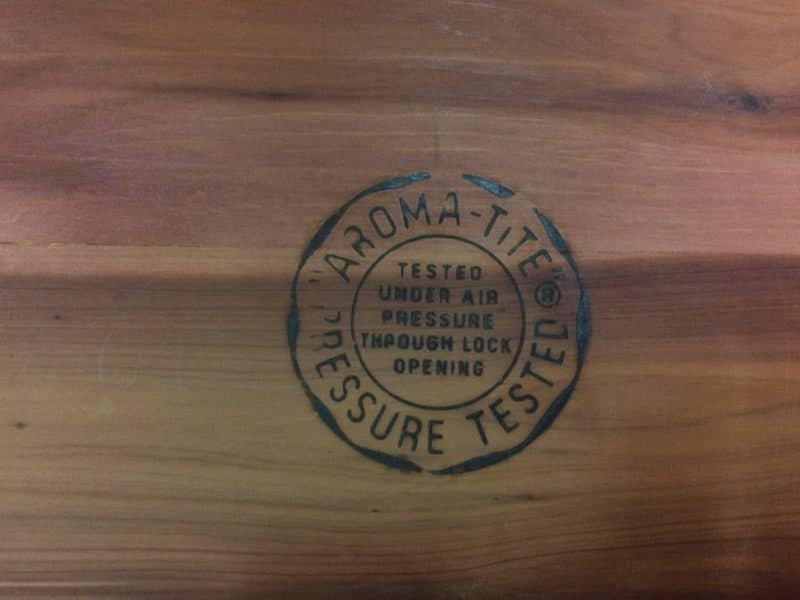 "AROMA-TITE"®
TESTED
UNDER AIR
PRESSURE
THROUGH LOCK
OPENING
PRESSURE TESTED